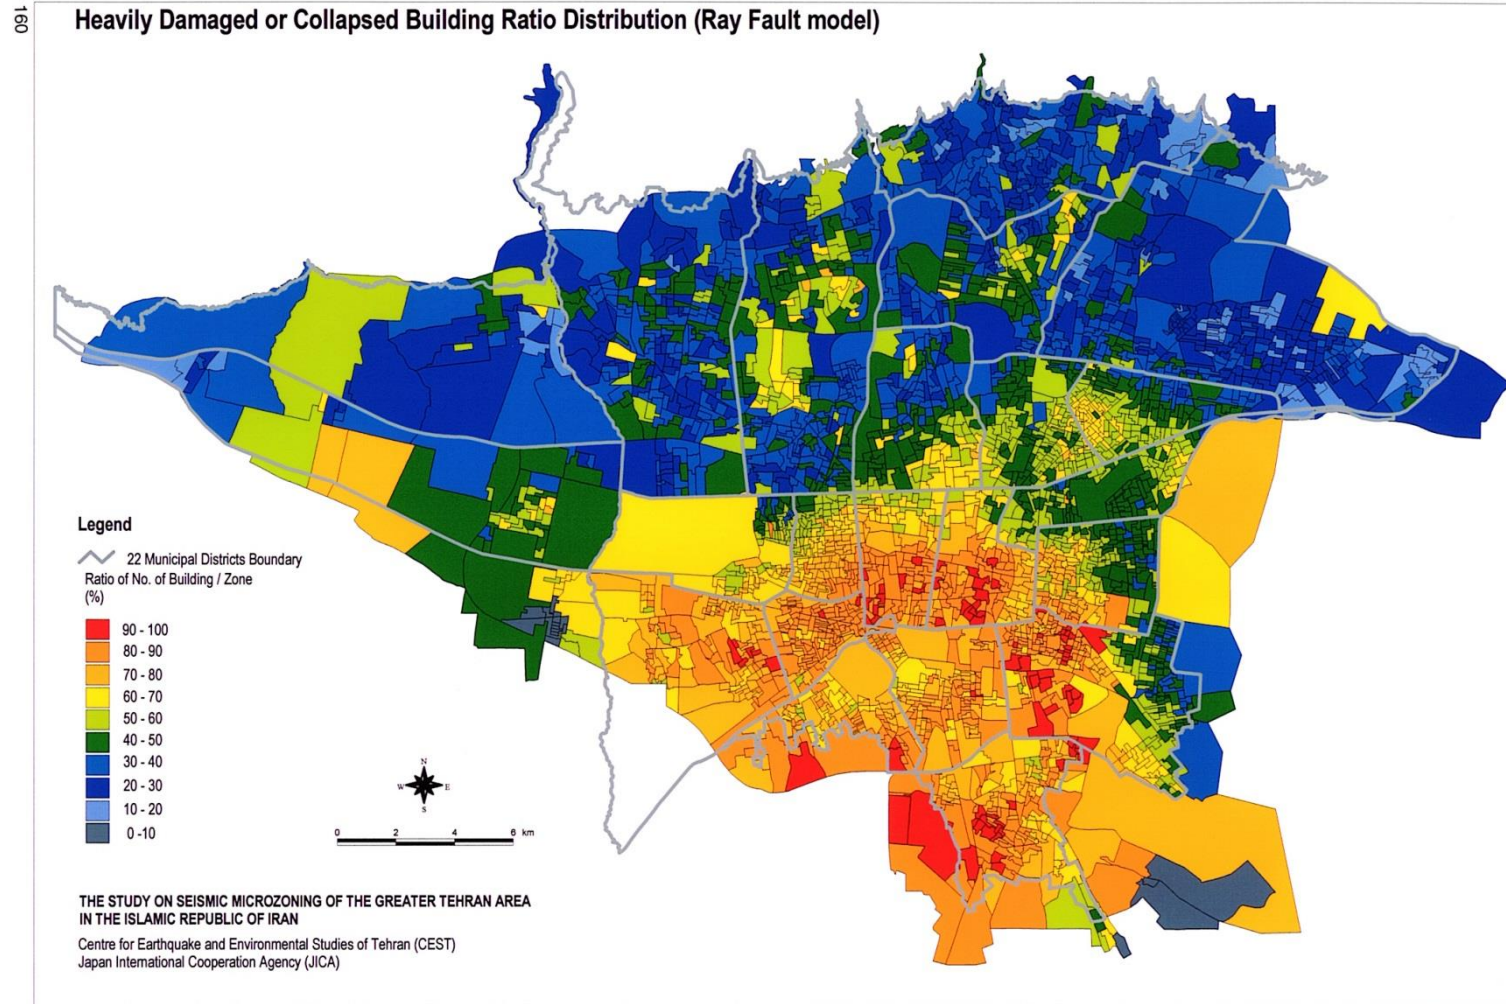 160
Heavily Damaged or Collapsed Building Ratio Distribution (Ray Fault model)
Legend
22 Municipal Districts Boundary
Ratio of No. of Building / Zone
(%)
90 - 100
80 - 90
70 - 80
60 - 70
50 - 60
40 - 50
30 - 40
20 - 30
10 - 20
0 -10
N
W E
S
0 2 4 6 km
THE STUDY ON SEISMIC MICROZONING OF THE GREATER TEHRAN AREA
IN THE ISLAMIC REPUBLIC OF IRAN
Centre for Earthquake and Environmental Studies of Tehran (CEST)
Japan International Cooperation Agency (JICA)